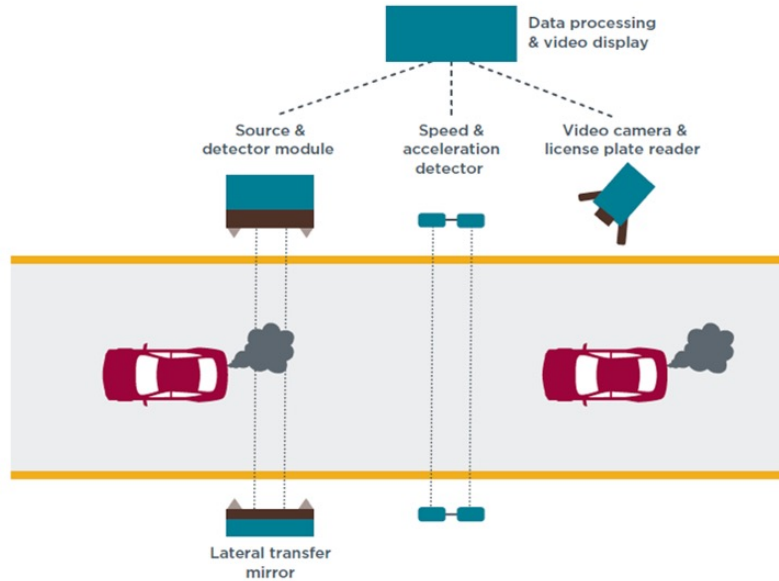 Data processing
& video display
Source &
detector module
Speed &
acceleration
detector
Video camera &
license plate reader
Lateral transfer
mirror